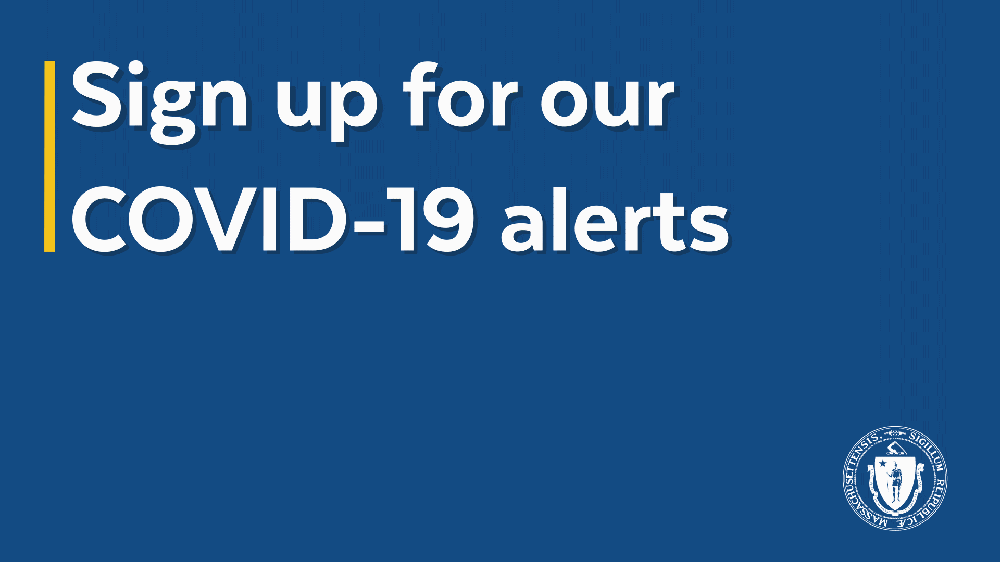 Sign up for our
COVID-19 alerts
SIGILLUM REIPUBLICÆ MASSACHUSETTENSIS.